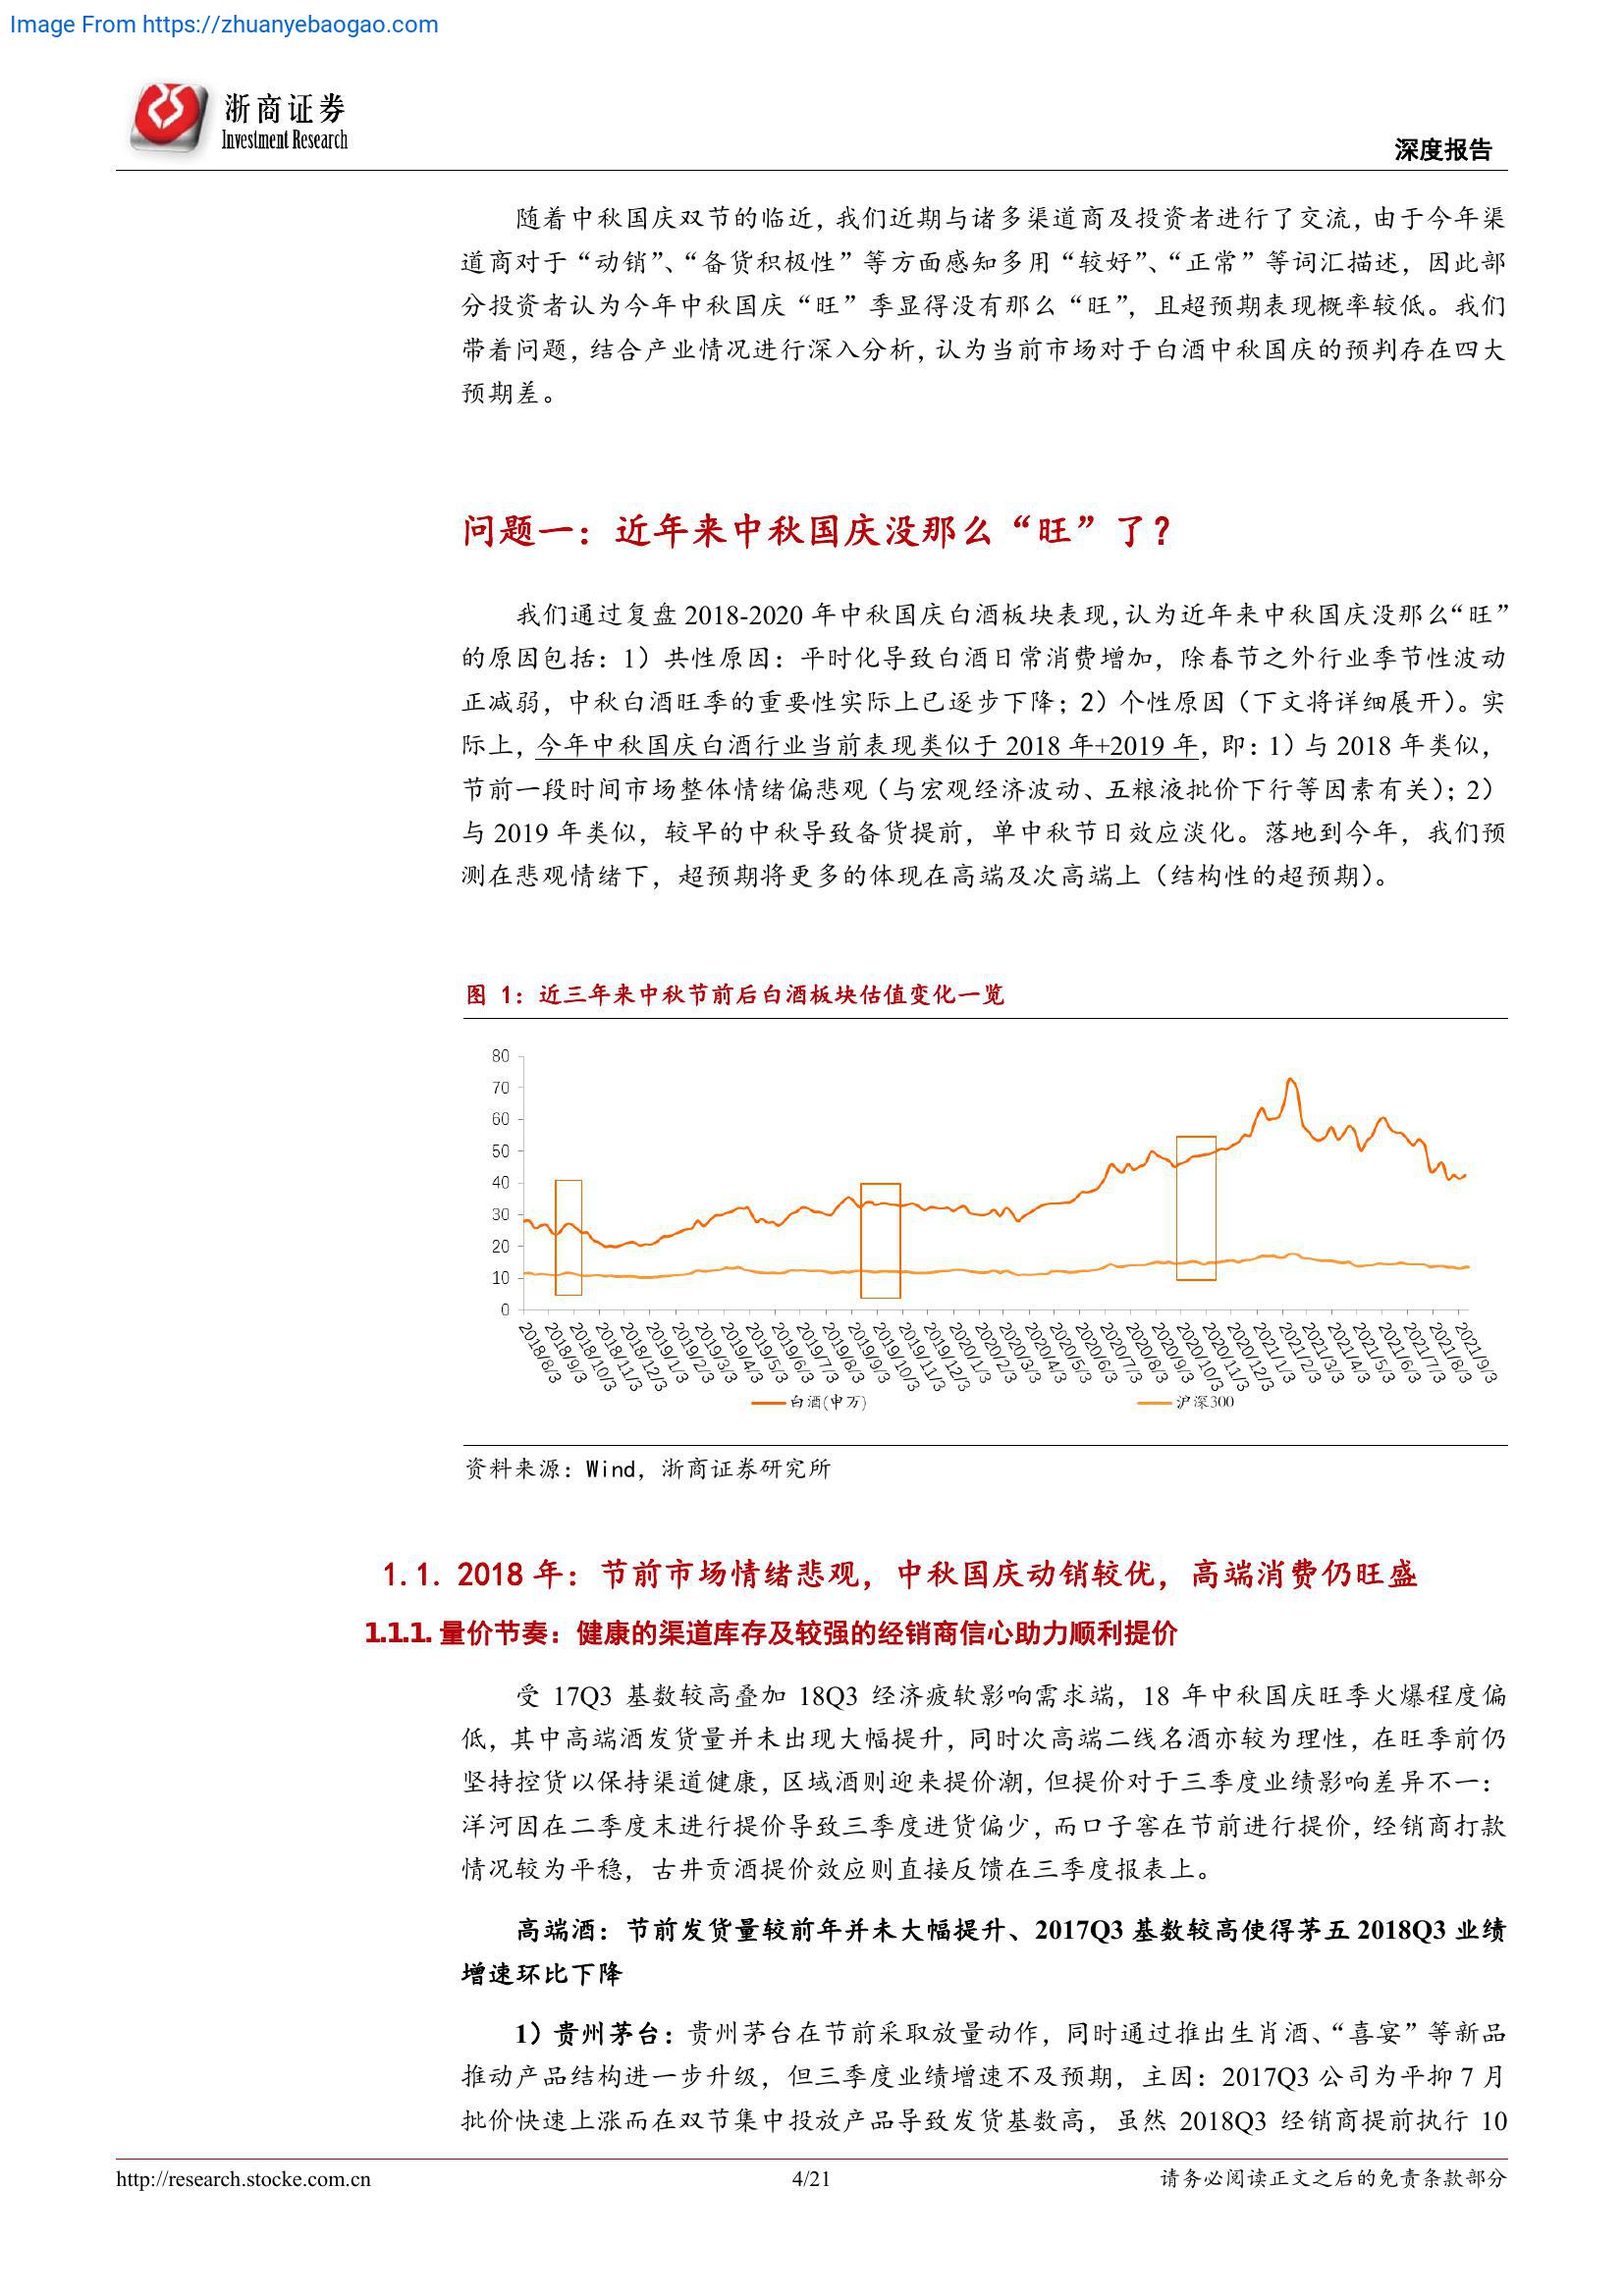 Image From https://zhuanyebaogao.com
浙商证券
Investment Research
深度报告
随着中秋国庆双节的临近，我们近期与诸多渠道商及投资者进行了交流，由于今年渠
道商对于“动销”、“备货积极性”等方面感知多用“较好”、“正常”等词汇描述，因此部
分投资者认为今年中秋国庆“旺”季显得没有那么“旺”，且超预期表现概率较低。我们
带着问题，结合产业情况进行深入分析，认为当前市场对于白酒中秋国庆的预判存在四大
预期差。
问题一：近年来中秋国庆没那么“旺”了？
我们通过复盘 2018-2020 年中秋国庆白酒板块表现，认为近年来中秋国庆没那么“旺”
的原因包括：1）共性原因：平时化导致白酒日常消费增加，除春节之外行业季节性波动
正减弱，中秋白酒旺季的重要性实际上已逐步下降；2）个性原因（下文将详细展开）。实
际上，今年中秋国庆白酒行业当前表现类似于 2018 年+2019 年，即：1）与 2018 年类似，
节前一段时间市场整体情绪偏悲观（与宏观经济波动、五粮液批价下行等因素有关）；2）
与 2019 年类似，较早的中秋导致备货提前，单中秋节日效应淡化。落地到今年，我们预
测在悲观情绪下，超预期将更多的体现在高端及次高端上（结构性的超预期）。
图 1：近三年来中秋节前后白酒板块估值变化一览
80
70
60
50
40
30
20
10
0
2018/8/3
2018/9/3
2018/10/3
2018/11/3
2018/12/3
2019/1/3
2019/2/3
2019/3/3
2019/4/3
2019/5/3
2019/6/3
2019/7/3
2019/8/3
2019/9/3
2019/10/3
2019/11/3
2019/12/3
2020/1/3
2020/2/3
2020/3/3
2020/4/3
2020/5/3
2020/6/3
2020/7/3
2020/8/3
2020/9/3
2020/10/3
2020/11/3
2020/12/3
2021/1/3
2021/2/3
2021/3/3
2021/4/3
2021/5/3
2021/6/3
2021/7/3
2021/8/3
2021/9/3
白酒(申万)
沪深300
资料来源：Wind，浙商证券研究所
1.1. 2018 年：节前市场情绪悲观，中秋国庆动销较优，高端消费仍旺盛
1.1.1. 量价节奏：健康的渠道库存及较强的经销商信心助力顺利提价
受 17Q3 基数较高叠加 18Q3 经济疲软影响需求端，18 年中秋国庆旺季火爆程度偏
低，其中高端酒发货量并未出现大幅提升，同时次高端二线名酒亦较为理性，在旺季前仍
坚持控货以保持渠道健康，区域酒则迎来提价潮，但提价对于三季度业绩影响差异不一：
洋河因在二季度末进行提价导致三季度进货偏少，而口子窖在节前进行提价，经销商打款
情况较为平稳，古井贡酒提价效应则直接反馈在三季度报表上。
高端酒：节前发货量较前年并未大幅提升、2017Q3 基数较高使得茅五 2018Q3 业绩
增速环比下降
1）贵州茅台：贵州茅台在节前采取放量动作，同时通过推出生肖酒、“喜宴”等新品
推动产品结构进一步升级，但三季度业绩增速不及预期，主因：2017Q3 公司为平抑 7 月
批价快速上涨而在双节集中投放产品导致发货基数高，虽然 2018Q3 经销商提前执行 10
http://research.stocke.com.cn
4/21
请务必阅读正文之后的免责条款部分